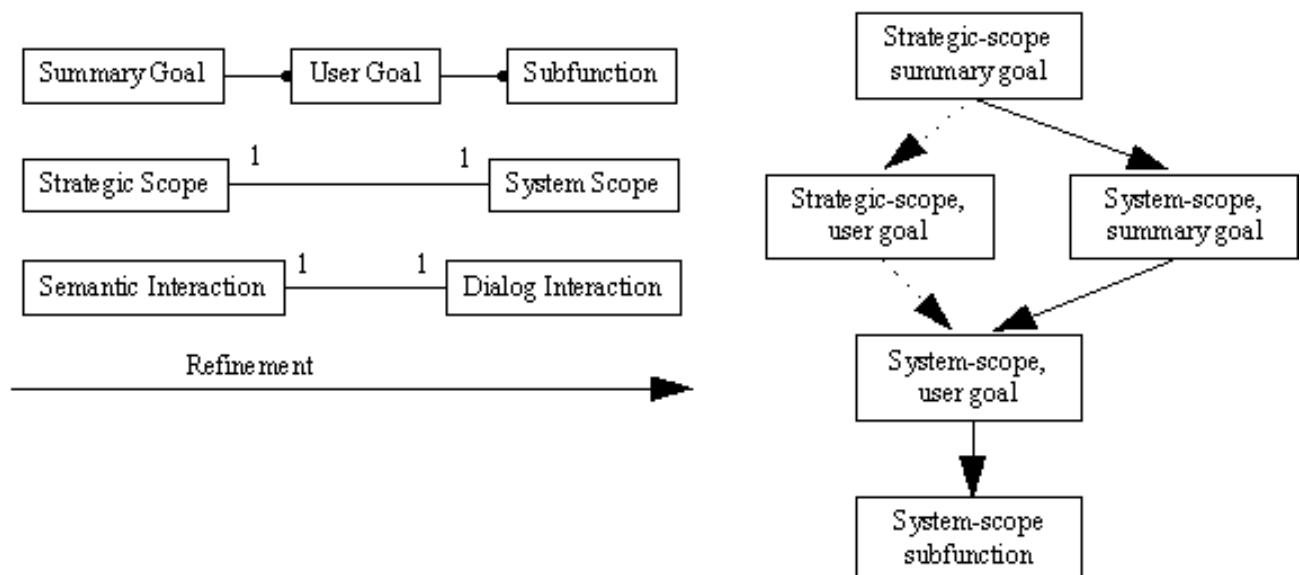 Summary Goal
User Goal
Subfunction
Strategic Scope
1
1
System Scope
Semantic Interaction
1
1
Dialog Interaction
Refinement
Strategic-scope
summary goal
Strategic-scope,
user goal
System-scope,
summary goal
System-scope,
user goal
System-scope
subfunction